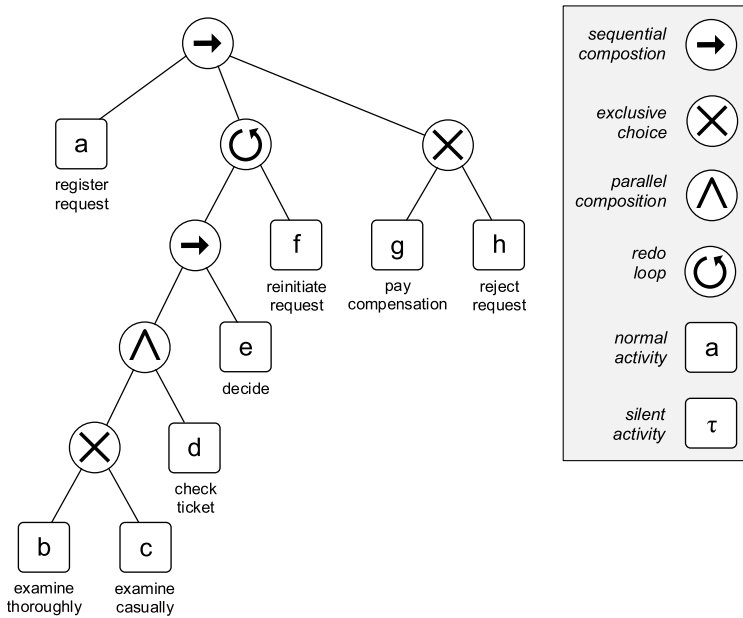 a
register
request
f
reinitiate
request
g
pay
compensation
h
reject
request
e
decide
d
check
ticket
b
examine
thoroughly
c
examine
casually
sequential
compostion
exclusive
choice
parallel
composition
redo
loop
normal
activity
a
silent
activity
τ